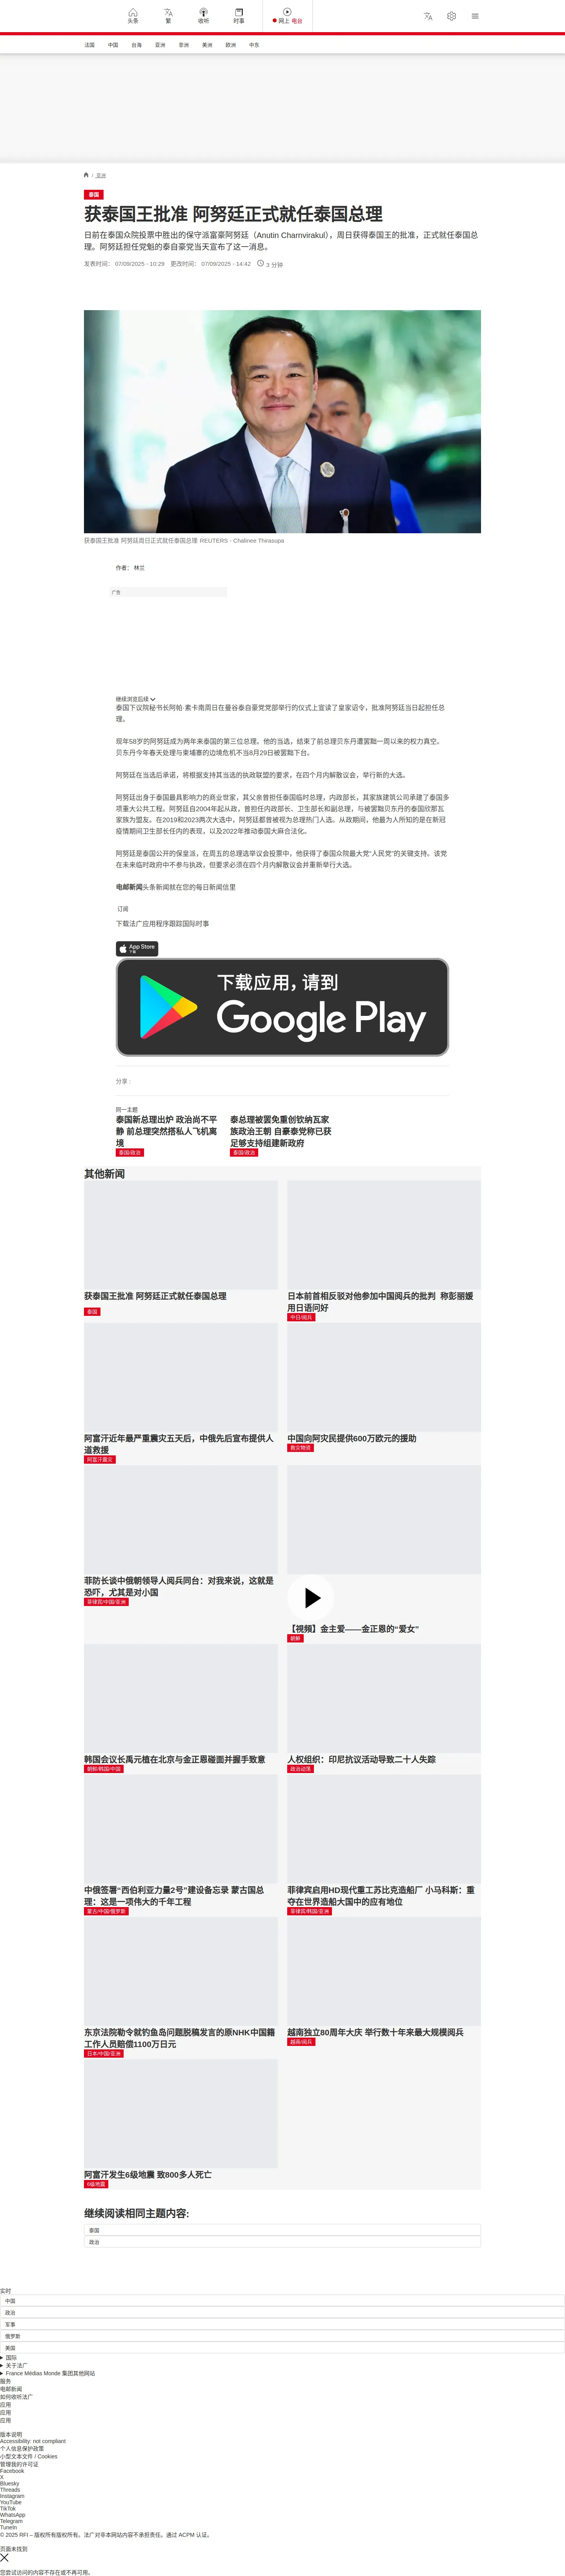 头条
繁
收听
时事
网上 电台
法国
中国
台海
亚洲
非洲
美洲
欧洲
中东
/ 亚洲
泰国
获泰国王批准 阿努廷正式就任泰国总理
日前在泰国众院投票中胜出的保守派富豪阿努廷（Anutin Charnvirakul），周日获得泰国王的批准，正式就任泰国总
理。阿努廷担任党魁的泰自豪党当天宣布了这一消息。
发表时间： 07/09/2025 - 10:29 更改时间： 07/09/2025 - 14:42 3 分钟
获泰国王批准 阿努廷周日正式就任泰国总理 REUTERS - Chalinee Thirasupa
作者： 林兰
广告
继续浏览后续
泰国下议院秘书长阿帕·素卡南周日在曼谷泰自豪党党部举行的仪式上宣读了皇家诏令，批准阿努廷当日起担任总
理。
现年58岁的阿努廷成为两年来泰国的第三位总理。他的当选，结束了前总理贝东丹遭罢黜一周以来的权力真空。
贝东丹今年春天处理与柬埔寨的边境危机不当8月29日被罢黜下台。
阿努廷在当选后承诺，将根据支持其当选的执政联盟的要求，在四个月内解散议会，举行新的大选。
阿努廷出身于泰国最具影响力的商业世家，其父亲曾担任泰国临时总理，内政部长，其家族建筑公司承建了泰国多
项重大公共工程。阿努廷自2004年起从政，曾担任内政部长、卫生部长和副总理，与被罢黜贝东丹的泰国欣那瓦
家族为盟友。在2019和2023两次大选中，阿努廷都曾被视为总理热门人选。从政期间，他最为人所知的是在新冠
疫情期间卫生部长任内的表现，以及2022年推动泰国大麻合法化。
阿努廷是泰国公开的保皇派，在周五的总理选举议会投票中，他获得了泰国众院最大党“人民党”的关键支持。该党
在未来临时政府中不参与执政，但要求必须在四个月内解散议会并重新举行大选。
电邮新闻头条新闻就在您的每日新闻信里
订阅
下载法广应用程序跟踪国际时事
App Store
下载
下载应用，请到
Google Play
分享 :
同一主题
泰国新总理出炉 政治尚不平
静 前总理突然搭私人飞机离
境
泰国/政治
泰总理被罢免重创钦纳瓦家
族政治王朝 自豪泰党称已获
足够支持组建新政府
泰国/政治
其他新闻
获泰国王批准 阿努廷正式就任泰国总理
泰国
日本前首相反驳对他参加中国阅兵的批判 称彭丽媛
用日语问好
中日/阅兵
阿富汗近年最严重震灾五天后，中俄先后宣布提供人
道救援
阿富汗震灾
中国向阿灾民提供600万欧元的援助
救灾物资
菲防长谈中俄朝领导人阅兵同台：对我来说，这就是
恐吓，尤其是对小国
菲律宾/中国/亚洲
【视频】金主爱——金正恩的“爱女”
朝鲜
韩国会议长禹元植在北京与金正恩碰面并握手致意
朝鲜/韩国/中国
人权组织：印尼抗议活动导致二十人失踪
政治动荡
中俄签署“西伯利亚力量2号”建设备忘录 蒙古国总
理：这是一项伟大的千年工程
蒙古/中国/俄罗斯
菲律宾启用HD现代重工苏比克造船厂 小马科斯：重
夺在世界造船大国中的应有地位
菲律宾/韩国/亚洲
东京法院勒令就钓鱼岛问题脱稿发言的原NHK中国籍
工作人员赔偿1100万日元
日本/中国/亚洲
越南独立80周年大庆 举行数十年来最大规模阅兵
越南/阅兵
阿富汗发生6级地震 致800多人死亡
6级地震
继续阅读相同主题内容:
泰国
政治
实时
中国
政治
军事
俄罗斯
美国
国际
关于法广
France Médias Monde 集团其他网站
服务
电邮新闻
如何收听法广
应用
应用
应用
版本说明
Accessibility: not compliant
个人信息保护政策
小型文本文件 / Cookies
管理我的许可证
Facebook
X
Bluesky
Threads
Instagram
YouTube
TikTok
WhatsApp
Telegram
TuneIn
© 2025 RFI – 版权所有版权所有。法广对非本网站内容不承担责任。通过 ACPM 认证。
页面未找到
您尝试访问的内容不存在或不再可用。